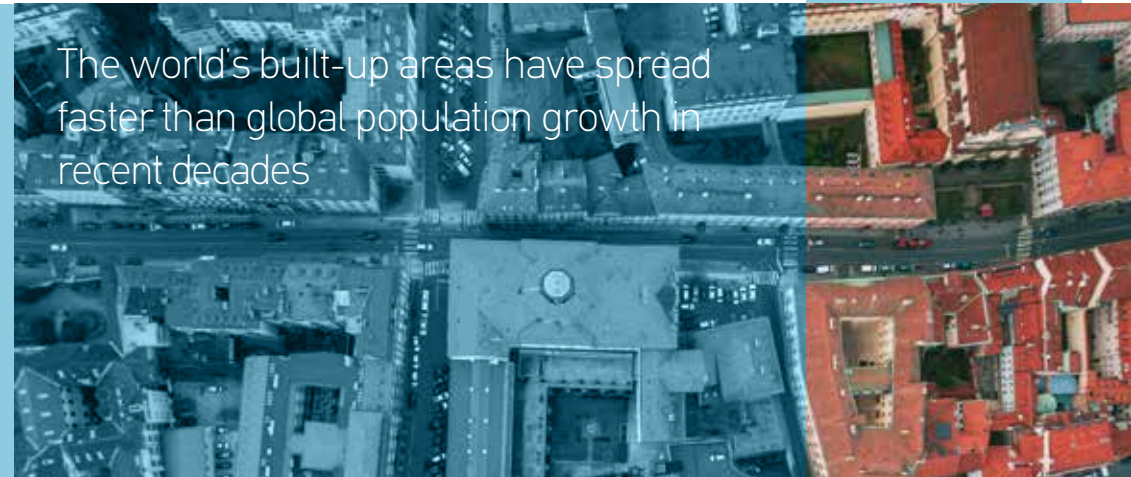 The world's built-up areas have spread
faster than global population growth in
recent decades